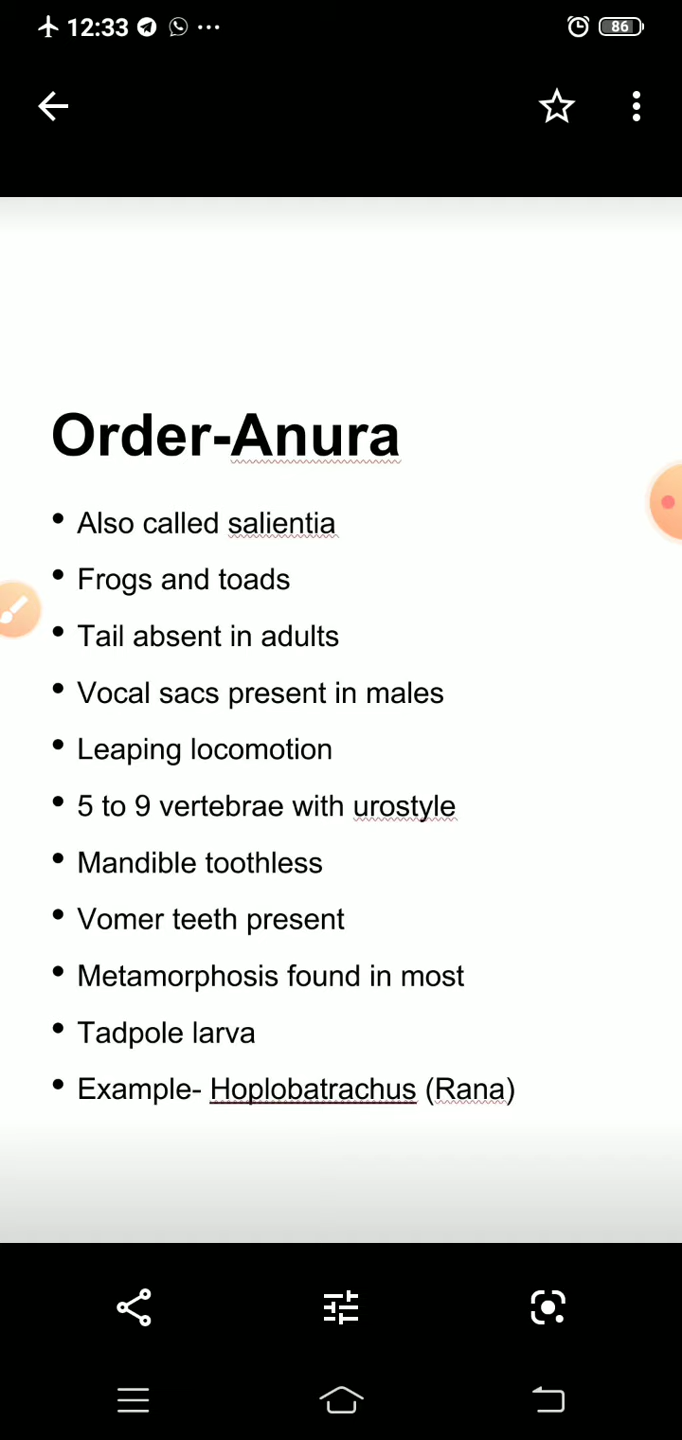 12:33
86
Order-Anura
• Also called salientia
• Frogs and toads
• Tail absent in adults
• Vocal sacs present in males
• Leaping locomotion
• 5 to 9 vertebrae with urostyle
• Mandible toothless
• Vomer teeth present
• Metamorphosis found in most
• Tadpole larva
• Example- Hoplobatrachus (Rana)